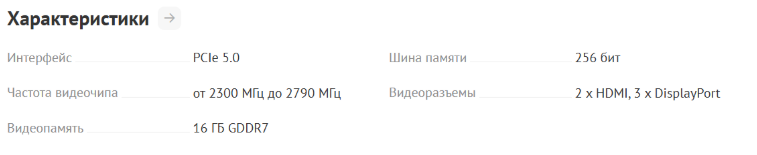 Характеристики
Интерфейс PCIe 5.0
Шина памяти 256 бит
Частота видеочипа от 2300 МГц до 2790 МГц
Видеоразъемы 2 x HDMI, 3 x DisplayPort
Видеопамять 16 ГБ GDDR7